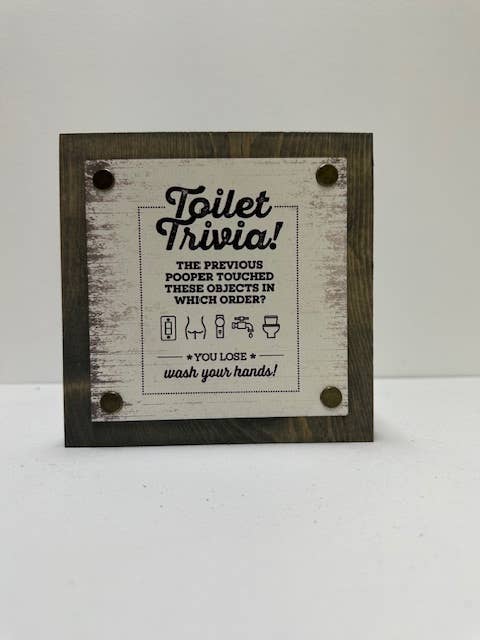 Toilet
Trivia!
THE PREVIOUS
POOPER TOUCHED
THESE OBJECTS IN
WHICH ORDER?
*YOU LOSE*
wash your hands!